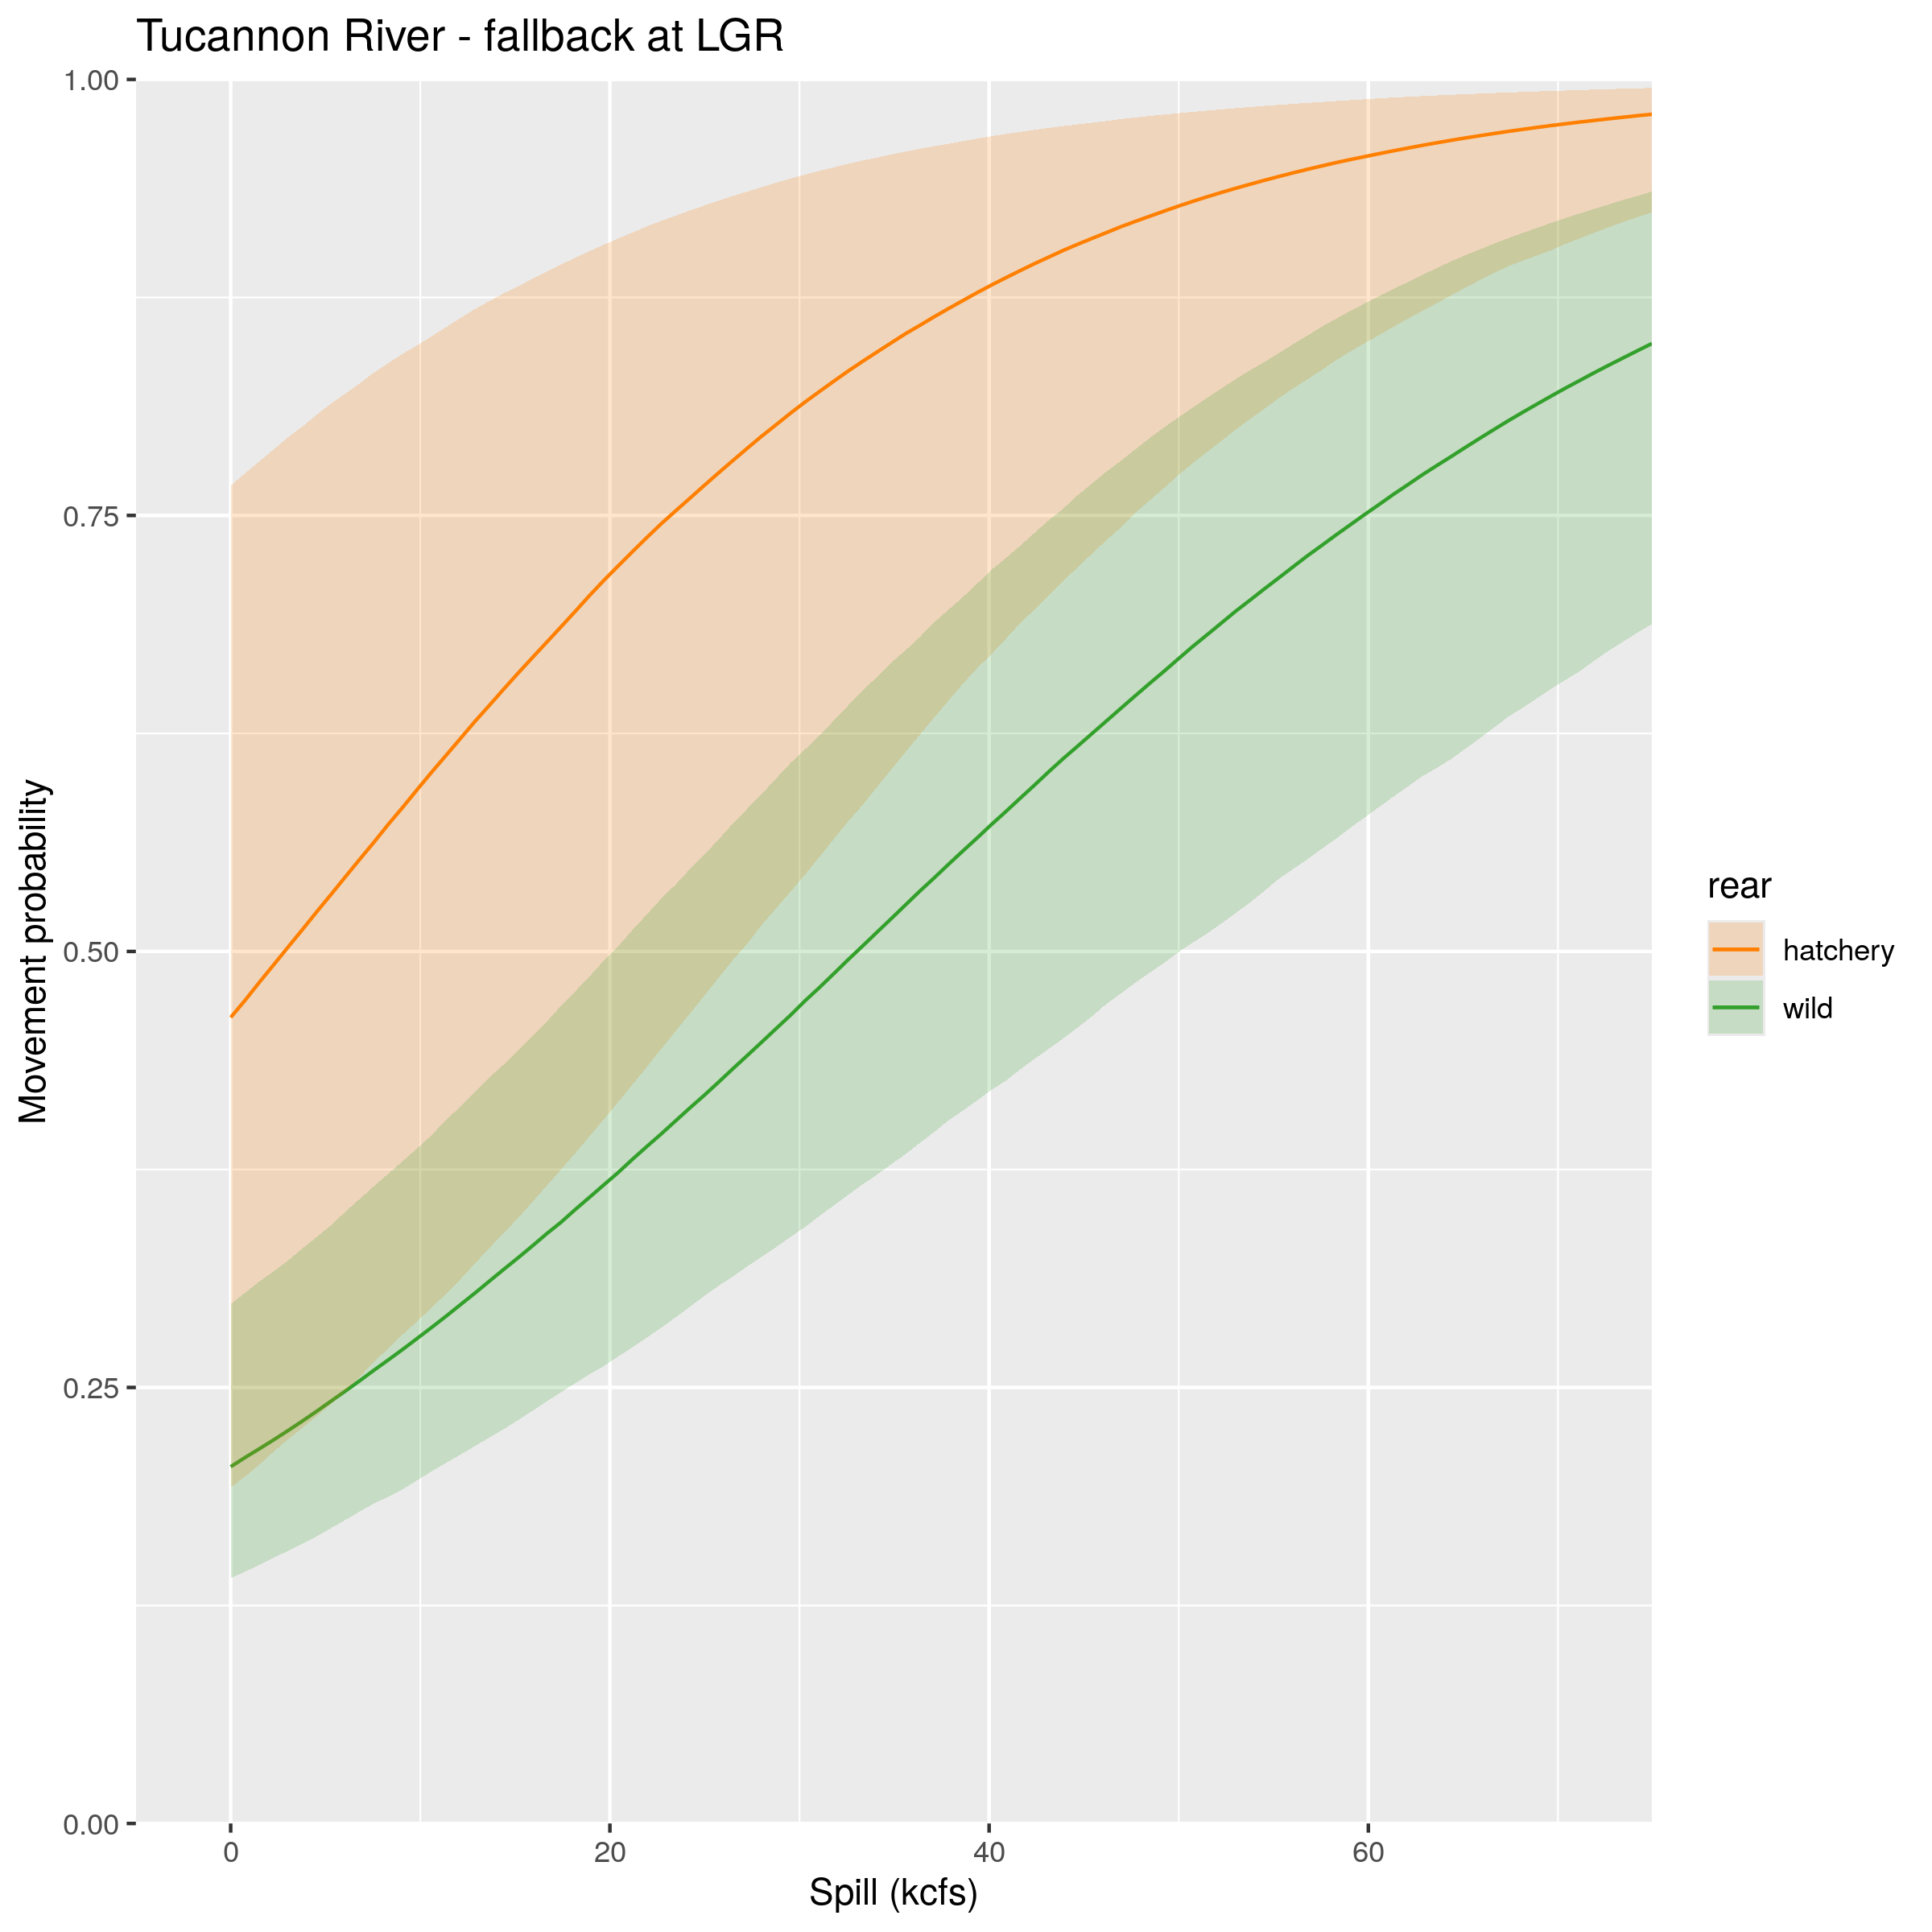 Tucannon River - fallback at LGR
1.00
0.75
0.50
0.25
0.00
Movement probability
0 20 40 60
Spill (kcfs)
rear
hatchery
wild